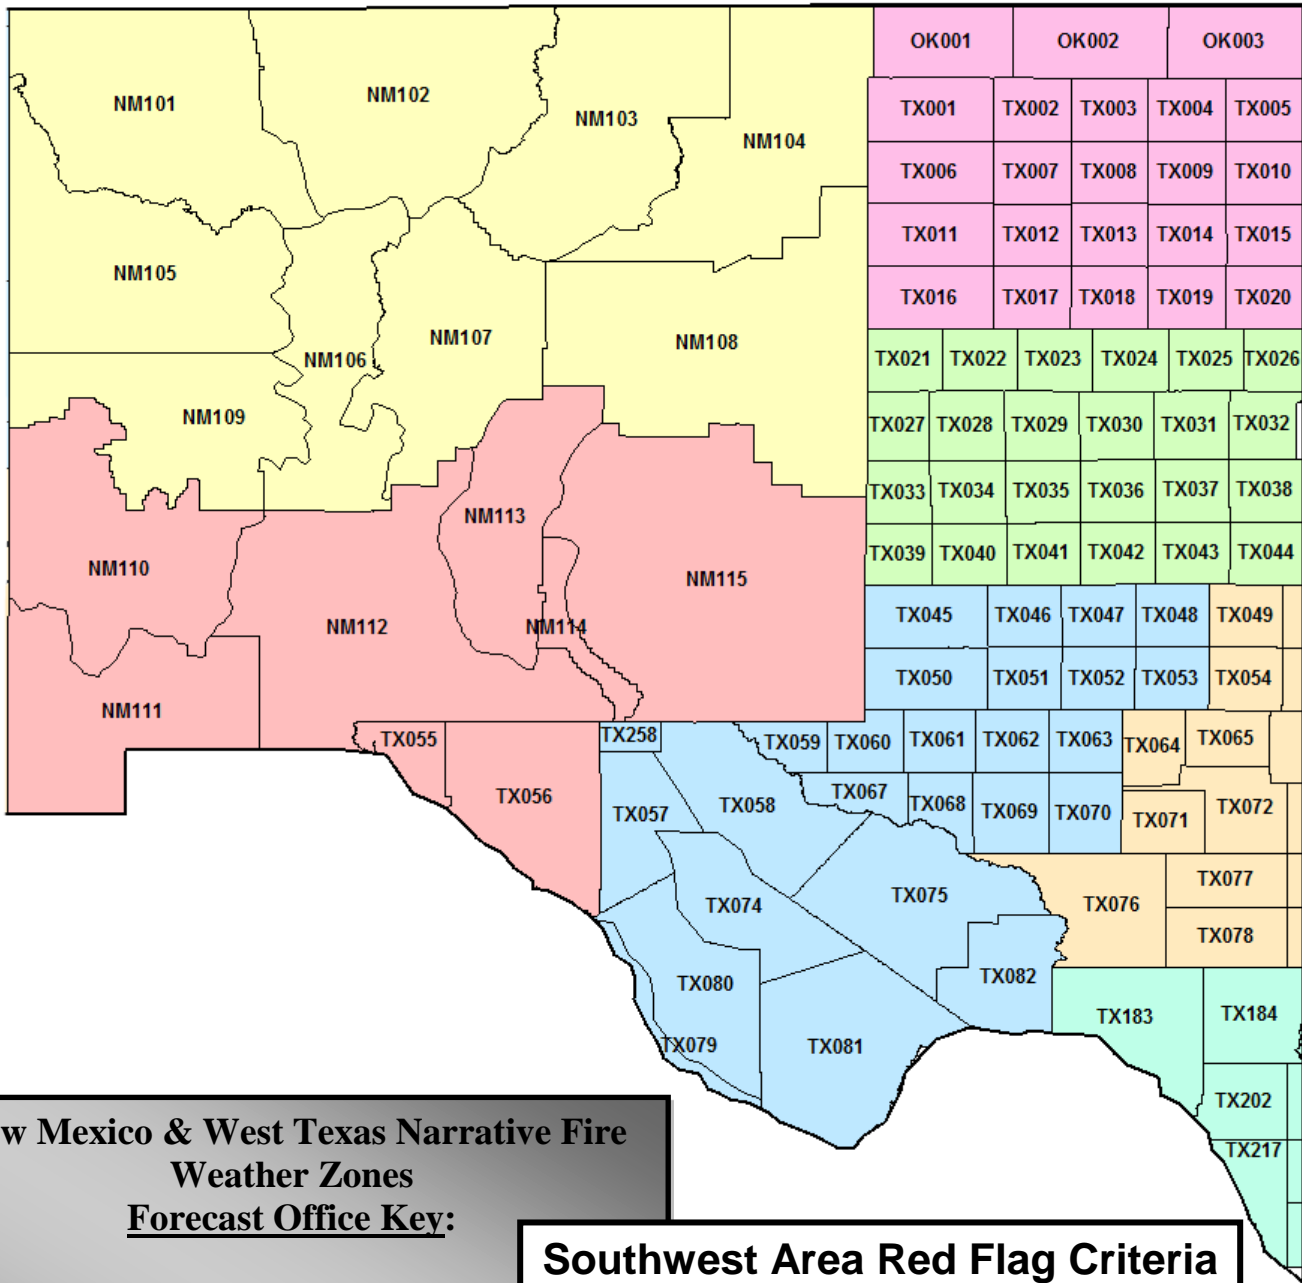 OK001 OK002 OK003
NM101 NM102 NM103 NM104 TX001 TX002 TX003 TX004 TX005
TX006 TX007 TX008 TX009 TX010
TX011 TX012 TX013 TX014 TX015
NM105 TX016 TX017 TX018 TX019 TX020
NM106 NM107 NM108 TX021 TX022 TX023 TX024 TX025 TX026
NM109 TX027 TX028 TX029 TX030 TX031 TX032
NM113 TX033 TX034 TX035 TX036 TX037 TX038
NM110 NM115 TX039 TX040 TX041 TX042 TX043 TX044
NM112 NM114 TX045 TX046 TX047 TX048 TX049
TX050 TX051 TX052 TX053 TX054
NM111 TX055 TX258 TX059 TX060 TX061 TX062 TX063 TX064 TX065
TX056 TX057 TX058 TX067 TX068 TX069 TX070 TX071 TX072
TX074 TX075 TX076 TX077
TX078
TX080 TX082
TX079 TX081 TX183 TX184
TX202
TX217
w Mexico & West Texas Narrative Fire
Weather Zones
Forecast Office Key:
Southwest Area Red Flag Criteria